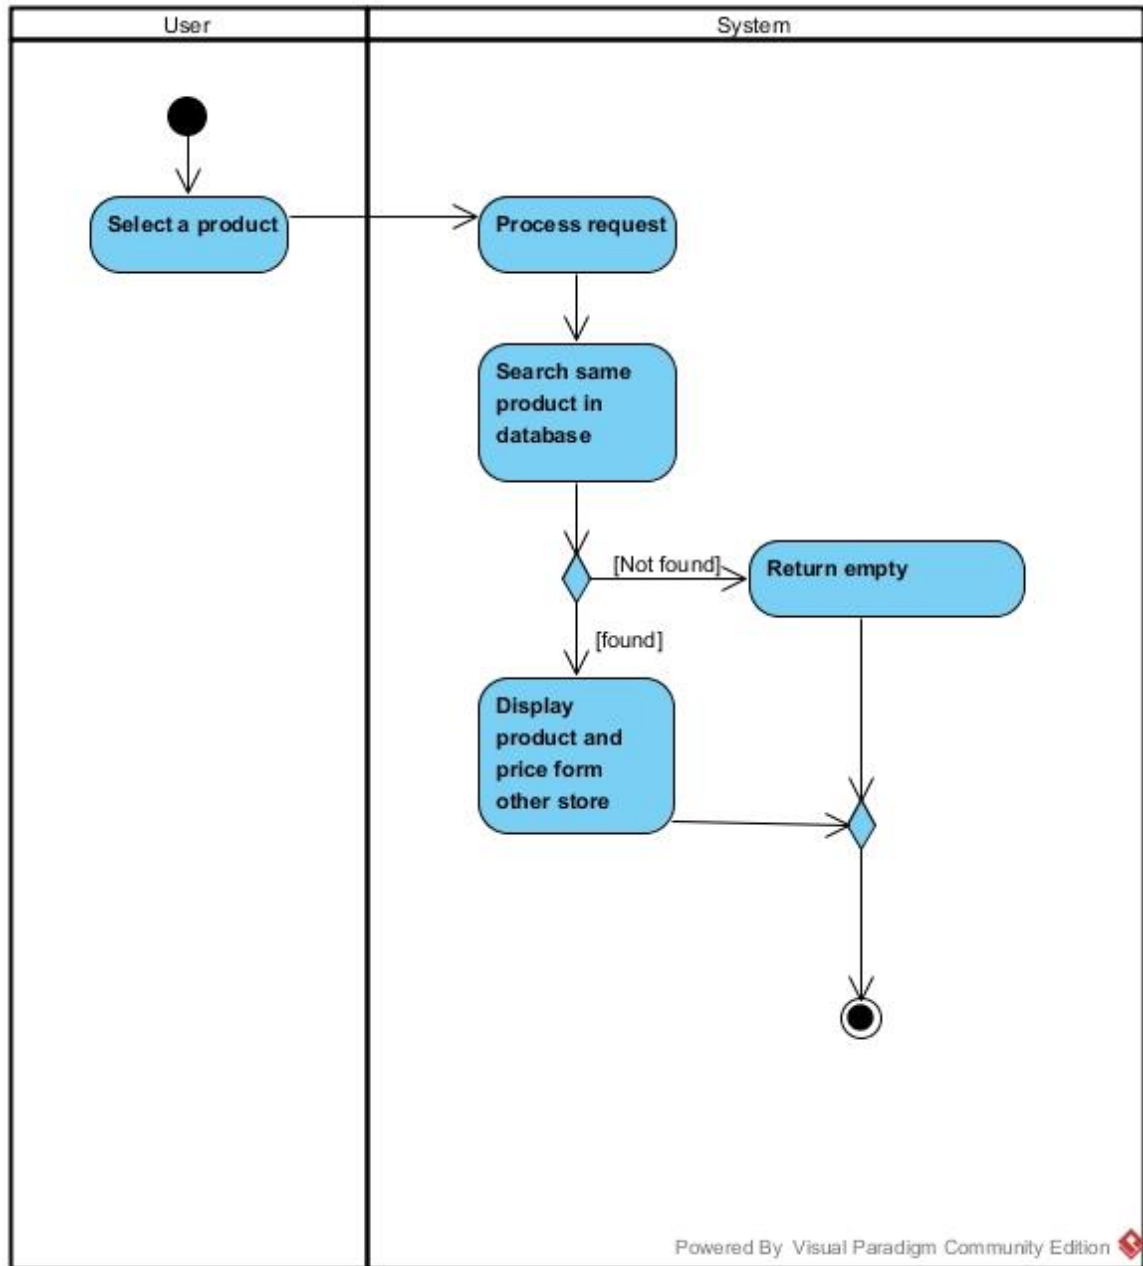 User
System
Select a product
Process request
Search same
product in
database
[Not found]
Return empty
[found]
Display
product and
price form
other store
Powered By Visual Paradigm Community Edition